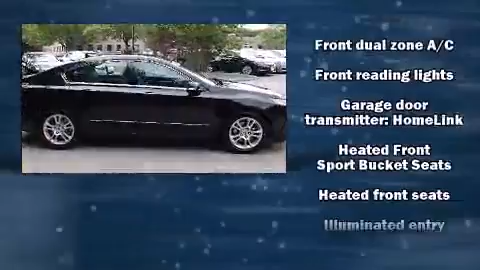 Front dual zone A/C
Front reading lights
Garage door
transmitter: HomeLink
Heated Front
Sport Bucket Seats
Heated front seats
Illuminated entry